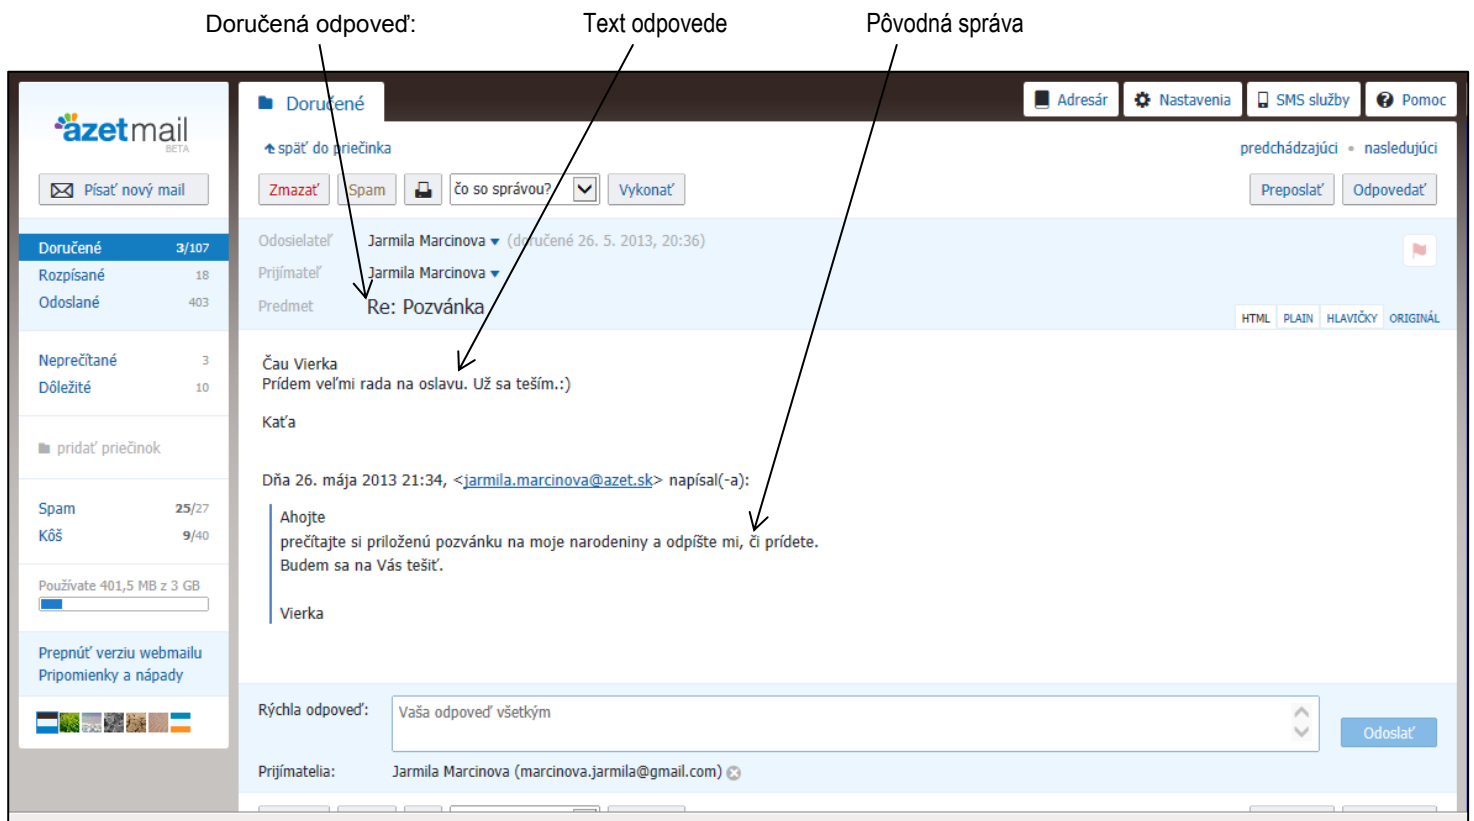 Doručená odpoveď: Text odpovede Pôvodná správa
azetmail
BETA
Písať nový mail
Doručené 3/107
Rozpísané 18
Odoslané 403
Neprečítané 3
Dôležité 10
pridať priečinok
Spam 25/27
Kôš 9/40
Používate 401,5 MB z 3 GB
Prepnúť verziu webmailu
Pripomienky a nápady
Doručené Adresár Nastavenia SMS služby Pomoc
späť do priečinka predchádzajúci • nasledujúci
Zmazať Spam čo so správou? Vykonať Preposlať Odpovedať
Odosielateľ Jarmila Marcinova (doručené 26. 5. 2013, 20:36)
Prijímateľ Jarmila Marcinova
Predmet Re: Pozvánka
HTML PLAIN HLAVIČKY ORIGINÁL
Čau Vierka
Prídem veľmi rada na oslavu. Už sa teším.:)
Kaťa
Dňa 26. mája 2013 21:34, <jarmila.marcinova@azet.sk> napísal(-a):
Ahojte
prečítajte si priloženú pozvánku na moje narodeniny a odpíšte mi, či prídete.
Budem sa na Vás tešiť.
Vierka
Rýchla odpoveď: Vaša odpoveď všetkým
Odoslať
Prijímatelia: Jarmila Marcinova (marcinova.jarmila@gmail.com)